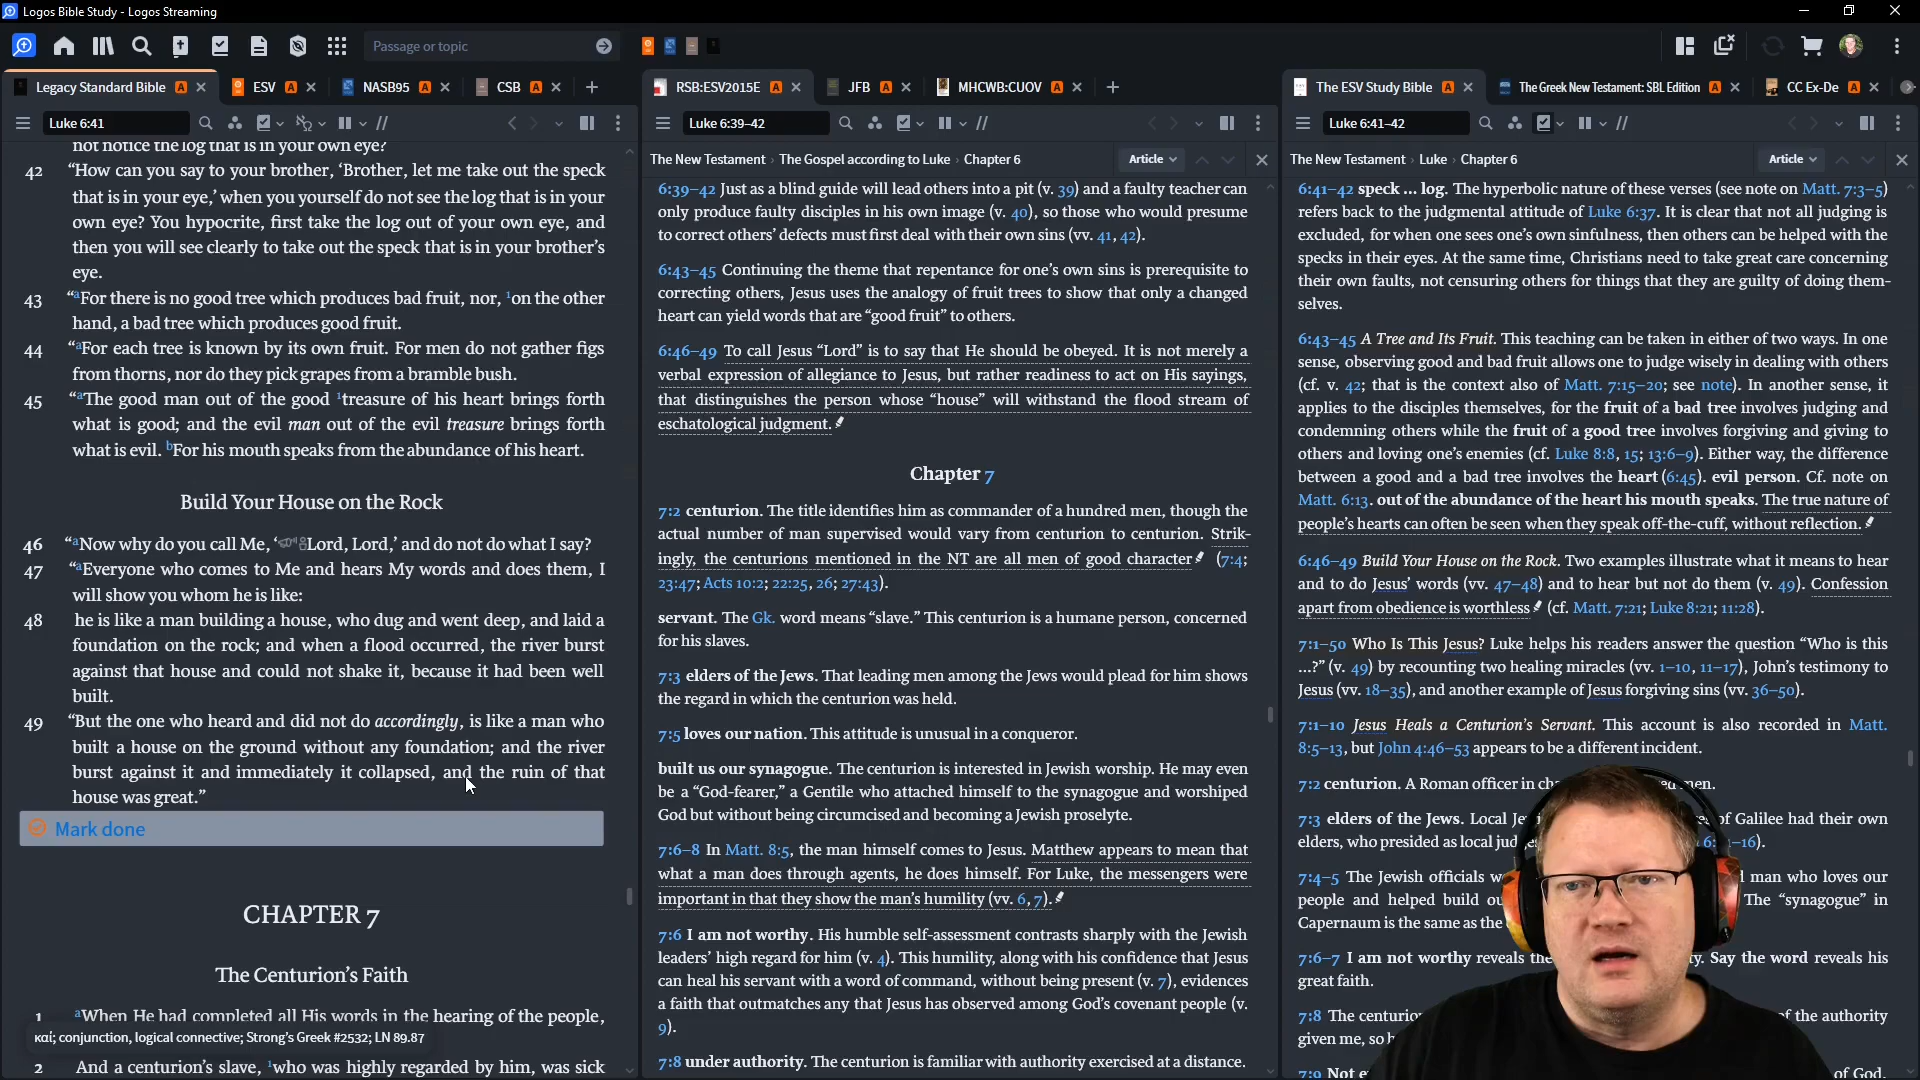 Logos Bible Study - Logos Streaming
Passage or topic
Legacy Standard Bible A
ESV A
NASB95 A
CSB A
RSB:ESV2015E A
JFB A
MHCWB:CUOV A
The ESV Study Bible A
The Greek New Testament: SBL Edition A
CC Ex-De A
Luke 6:41
not notice the log that is in your own eye?
42 “How can you say to your brother, ‘Brother, let me take out the speck
that is in your eye,’ when you yourself do not see the log that is in your
own eye? You hypocrite, first take the log out of your own eye, and
then you will see clearly to take out the speck that is in your brother’s
eye.
43 “aFor there is no good tree which produces bad fruit, nor, 1on the other
hand, a bad tree which produces good fruit.
44 “aFor each tree is known by its own fruit. For men do not gather figs
from thorns, nor do they pick grapes from a bramble bush.
45 “aThe good man out of the good 1treasure of his heart brings forth
what is good; and the evil man out of the evil treasure brings forth
what is evil. bFor his mouth speaks from the abundance of his heart.
Build Your House on the Rock
46 “aNow why do you call Me, ‘Lord, Lord,’ and do not do what I say?
47 “aEveryone who comes to Me and hears My words and does them, I
will show you whom he is like:
48 he is like a man building a house, who dug and went deep, and laid a
foundation on the rock; and when a flood occurred, the river burst
against that house and could not shake it, because it had been well
built.
49 “But the one who heard and did not do accordingly, is like a man who
built a house on the ground without any foundation; and the river
burst against it and immediately it collapsed, and the ruin of that
house was great.”
Mark done
CHAPTER 7
The Centurion’s Faith
1 aWhen He had completed all His words in the hearing of the people,
καί; conjunction, logical connective; Strong’s Greek #2532; LN 89.87
2 And a centurion’s slave, 1who was highly regarded by him, was sick
Luke 6:39–42
The New Testament › The Gospel according to Luke › Chapter 6
Article
6:39–42 Just as a blind guide will lead others into a pit (v. 39) and a faulty teacher can
only produce faulty disciples in his own image (v. 40), so those who would presume
to correct others’ defects must first deal with their own sins (vv. 41, 42).
6:43–45 Continuing the theme that repentance for one’s own sins is prerequisite to
correcting others, Jesus uses the analogy of fruit trees to show that only a changed
heart can yield words that are “good fruit” to others.
6:46–49 To call Jesus “Lord” is to say that He should be obeyed. It is not merely a
verbal expression of allegiance to Jesus, but rather readiness to act on His sayings,
that distinguishes the person whose “house” will withstand the flood stream of
eschatological judgment.
Chapter 7
7:2 centurion. The title identifies him as commander of a hundred men, though the
actual number of man supervised would vary from centurion to centurion. Strik-
ingly, the centurions mentioned in the NT are all men of good character (7:4;
23:47; Acts 10:2; 22:25, 26; 27:43).
servant. The Gk. word means “slave.” This centurion is a humane person, concerned
for his slaves.
7:3 elders of the Jews. That leading men among the Jews would plead for him shows
the regard in which the centurion was held.
7:5 loves our nation. This attitude is unusual in a conqueror.
built us our synagogue. The centurion is interested in Jewish worship. He may even
be a “God-fearer,” a Gentile who attached himself to the synagogue and worshiped
God but without being circumcised and becoming a Jewish proselyte.
7:6–8 In Matt. 8:5, the man himself comes to Jesus. Matthew appears to mean that
what a man does through agents, he does himself. For Luke, the messengers were
important in that they show the man’s humility (vv. 6, 7).
7:6 I am not worthy. His humble self-assessment contrasts sharply with the Jewish
leaders’ high regard for him (v. 4). This humility, along with his confidence that Jesus
can heal his servant with a word of command, without being present (v. 7), evidences
a faith that outmatches any that Jesus has observed among God’s covenant people (v.
9).
7:8 under authority. The centurion is familiar with authority exercised at a distance.
Luke 6:41–42
The New Testament › Luke › Chapter 6
Article
6:41–42 speck ... log. The hyperbolic nature of these verses (see note on Matt. 7:3–5)
refers back to the judgmental attitude of Luke 6:37. It is clear that not all judging is
excluded, for when one sees one’s own sinfulness, then others can be helped with the
specks in their eyes. At the same time, Christians need to take great care concerning
their own faults, not censuring others for things that they are guilty of doing them-
selves.
6:43–45 A Tree and Its Fruit. This teaching can be taken in either of two ways. In one
sense, observing good and bad fruit allows one to judge wisely in dealing with others
(cf. v. 42; that is the context also of Matt. 7:15–20; see note). In another sense, it
applies to the disciples themselves, for the fruit of a bad tree involves judging and
condemning others while the fruit of a good tree involves forgiving and giving to
others and loving one’s enemies (cf. Luke 8:8, 15; 13:6–9). Either way, the difference
between a good and a bad tree involves the heart (6:45). evil person. Cf. note on
Matt. 6:13. out of the abundance of the heart his mouth speaks. The true nature of
people’s hearts can often be seen when they speak off-the-cuff, without reflection.
6:46–49 Build Your House on the Rock. Two examples illustrate what it means to hear
and to do Jesus’ words (vv. 47–48) and to hear but not do them (v. 49). Confession
apart from obedience is worthless (cf. Matt. 7:21; Luke 8:21; 11:28).
7:1–50 Who Is This Jesus? Luke helps his readers answer the question “Who is this
...?” (v. 49) by recounting two healing miracles (vv. 1–10, 11–17), John’s testimony to
Jesus (vv. 18–35), and another example of Jesus forgiving sins (vv. 36–50).
7:1–10 Jesus Heals a Centurion’s Servant. This account is also recorded in Matt.
8:5–13, but John 4:46–53 appears to be a different incident.
7:2 centurion. A Roman officer in men.
7:3 elders of the Jews. Local of Galilee had their own
elders, who presided as local
7:4–5 The Jewish officials man who loves our
people and helped build The “synagogue” in
Capernaum is the same as the
7:6–7 I am not worthy reveals Say the word reveals his
great faith.
7:8 The of the authority
given me, so
7:9 of God.